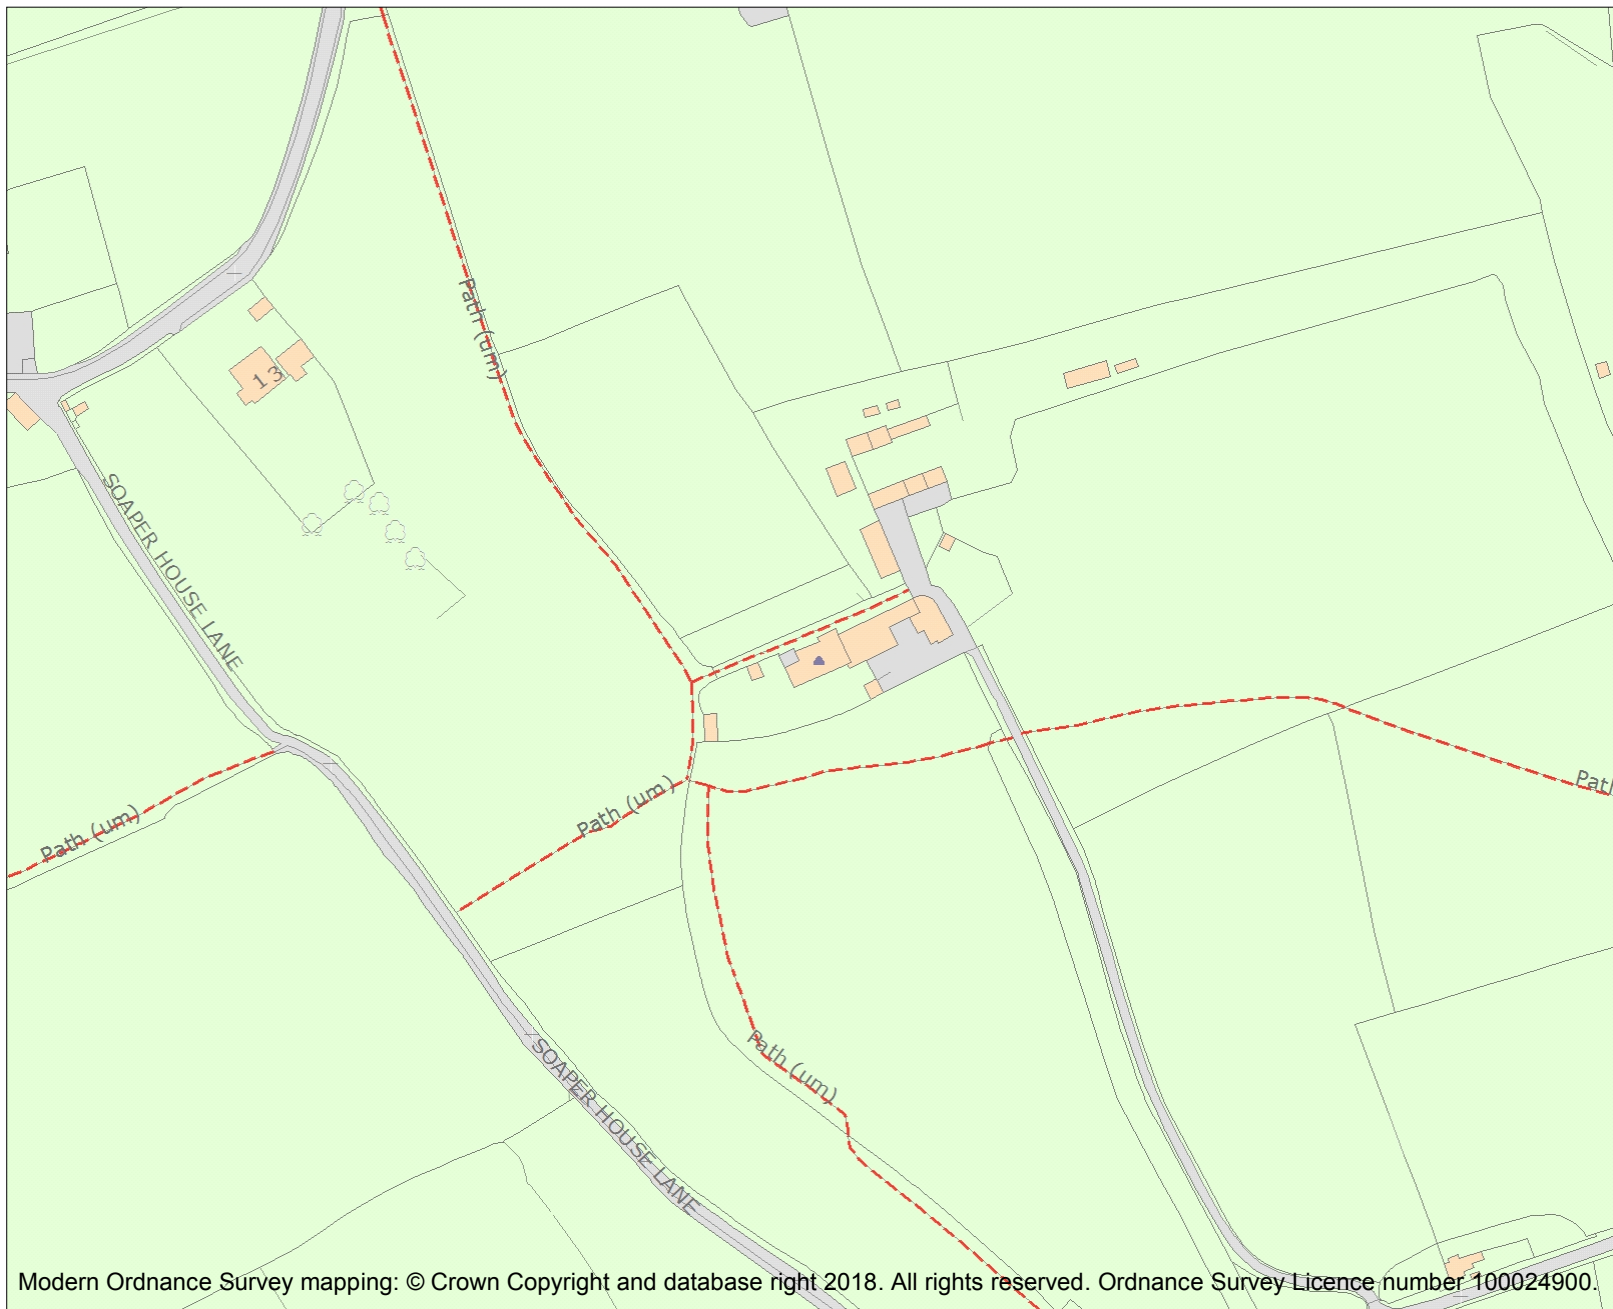 Path (um)
13
SOAPER HOUSE LANE
Path (um)
Path (um)
Path (um)
SOAPER HOUSE LANE
Modern Ordnance Survey mapping: © Crown Copyright and database right 2018. All rights reserved. Ordnance Survey Licence number 100024900.